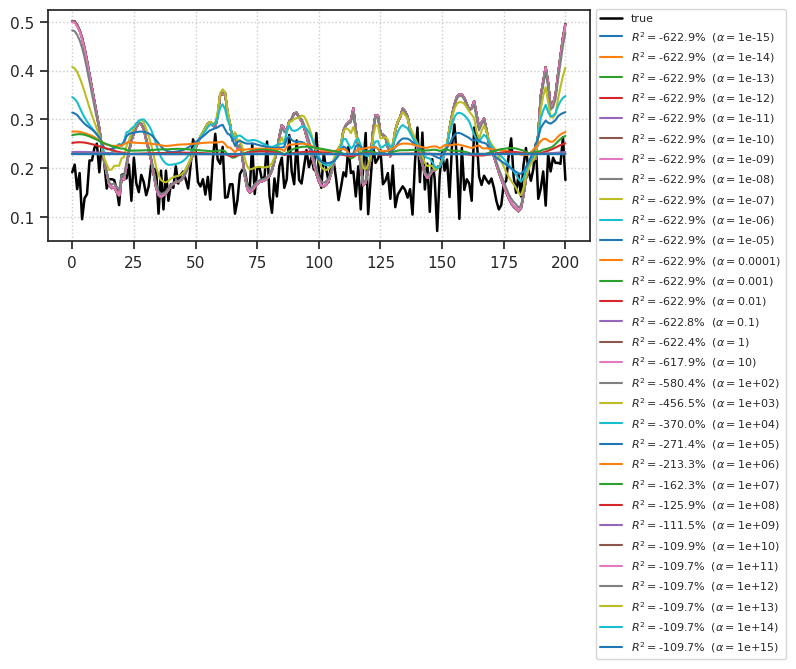 0.5
0.4
0.3
0.2
0.1
0 25 50 75 100 125 150 175 200
true
R² = -622.9% (α = 1e-15)
R² = -622.9% (α = 1e-14)
R² = -622.9% (α = 1e-13)
R² = -622.9% (α = 1e-12)
R² = -622.9% (α = 1e-11)
R² = -622.9% (α = 1e-10)
R² = -622.9% (α = 1e-09)
R² = -622.9% (α = 1e-08)
R² = -622.9% (α = 1e-07)
R² = -622.9% (α = 1e-06)
R² = -622.9% (α = 1e-05)
R² = -622.9% (α = 0.0001)
R² = -622.9% (α = 0.001)
R² = -622.9% (α = 0.01)
R² = -622.8% (α = 0.1)
R² = -622.4% (α = 1)
R² = -617.9% (α = 10)
R² = -580.4% (α = 1e+02)
R² = -456.5% (α = 1e+03)
R² = -370.0% (α = 1e+04)
R² = -271.4% (α = 1e+05)
R² = -213.3% (α = 1e+06)
R² = -162.3% (α = 1e+07)
R² = -125.9% (α = 1e+08)
R² = -111.5% (α = 1e+09)
R² = -109.9% (α = 1e+10)
R² = -109.7% (α = 1e+11)
R² = -109.7% (α = 1e+12)
R² = -109.7% (α = 1e+13)
R² = -109.7% (α = 1e+14)
R² = -109.7% (α = 1e+15)